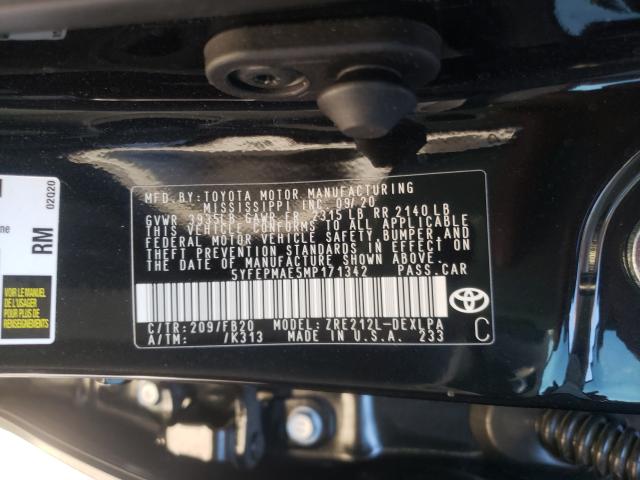 MFD.BY:TOYOTA MOTOR MANUFACTURING
MISSISSIPPI INC. 09/20
GVWR 3935LB GAWR FR 2315 LB RR 2140 LB
THIS VEHICLE CONFORMS TO ALL APPLICABLE
FEDERAL MOTOR VEHICLE SAFETY, BUMPER, AND
THEFT PREVENTION STANDARDS IN EFFECT ON
THE DATE OF MANUFACTURE SHOWN ABOVE.
5YFEPMAE5MP171342 PASS.CAR
C/TR:209/FB20 MODEL:ZRE212L-DEXLPA
A/TM: /K313 MADE IN U.S.A. 233
TOYOTA
C
02020
RM
VOIR LE MANUEL
DE L'USAGER
POUR PLUS DE
RENSEIGNEMENTS